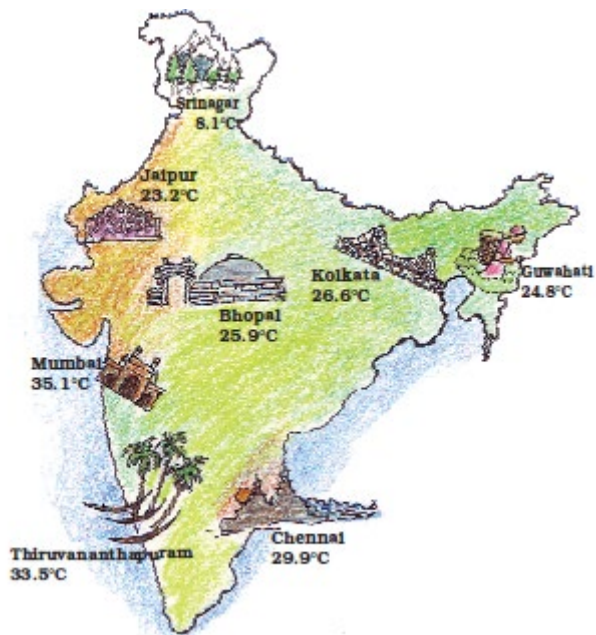 Srinagar
8.1°C
Jaipur
23.2°C
Kolkata
26.6°C
Guwahati
24.8°C
Bhopal
25.9°C
Mumbai
35.1°C
Chennai
29.9°C
Thiruvananthapuram
33.5°C